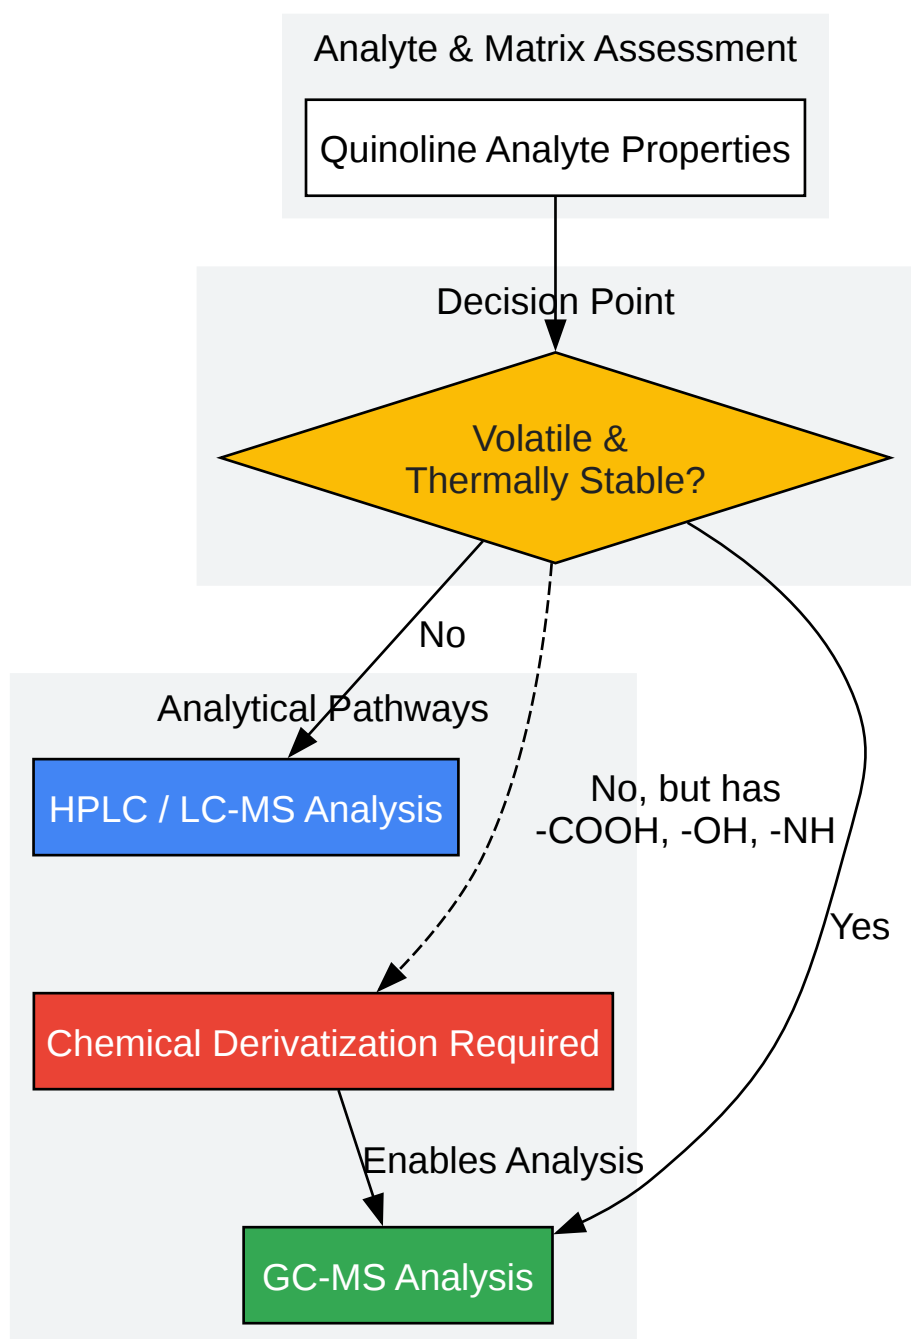 Analyte & Matrix Assessment
Quinoline Analyte Properties
Decision Point
Volatile &
Thermally Stable?
No
Analytical Pathways
HPLC / LC-MS Analysis
No, but has
-COOH, -OH, -NH
Yes
Chemical Derivatization Required
Enables Analysis
GC-MS Analysis